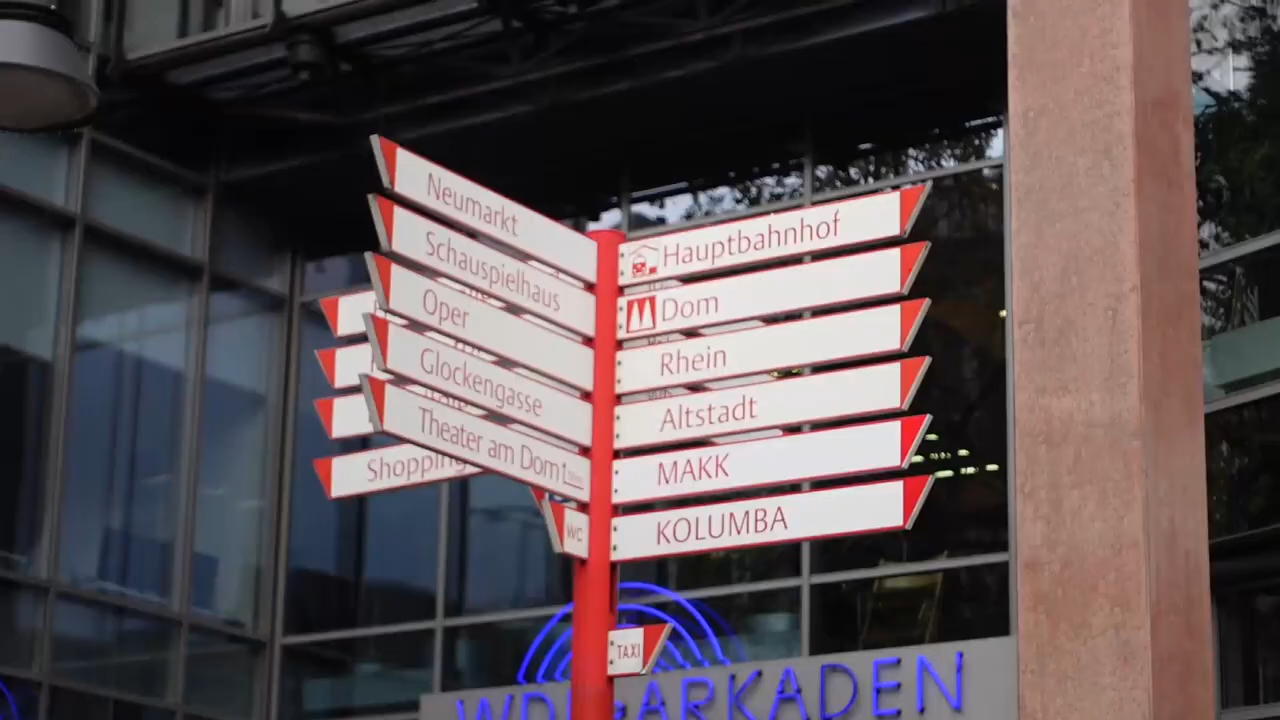 Neumarkt
Schauspielhaus
Oper
Glockengasse
Theater am Dom
Shopping
WC
Hauptbahnhof
Dom
Rhein
Altstadt
MAKK
KOLUMBA
TAXI
ARKADEN